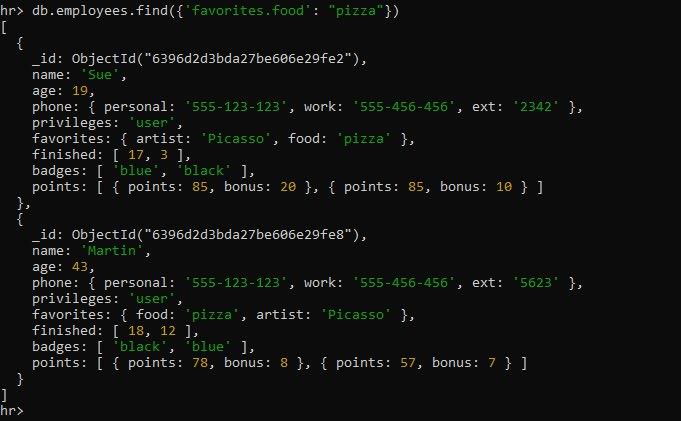 hr> db.employees.find({'favorites.food': "pizza"})
[
  {
    _id: ObjectId("6396d2d3bda27be606e29fe2"),
    name: 'Sue',
    age: 19,
    phone: { personal: '555-123-123', work: '555-456-456', ext: '2342' },
    privileges: 'user',
    favorites: { artist: 'Picasso', food: 'pizza' },
    finished: [ 17, 3 ],
    badges: [ 'blue', 'black' ],
    points: [ { points: 85, bonus: 20 }, { points: 85, bonus: 10 } ]
  },
  {
    _id: ObjectId("6396d2d3bda27be606e29fe8"),
    name: 'Martin',
    age: 43,
    phone: { personal: '555-123-123', work: '555-456-456', ext: '5623' },
    privileges: 'user',
    favorites: { food: 'pizza', artist: 'Picasso' },
    finished: [ 18, 12 ],
    badges: [ 'black', 'blue' ],
    points: [ { points: 78, bonus: 8 }, { points: 57, bonus: 7 } ]
  }
]
hr>